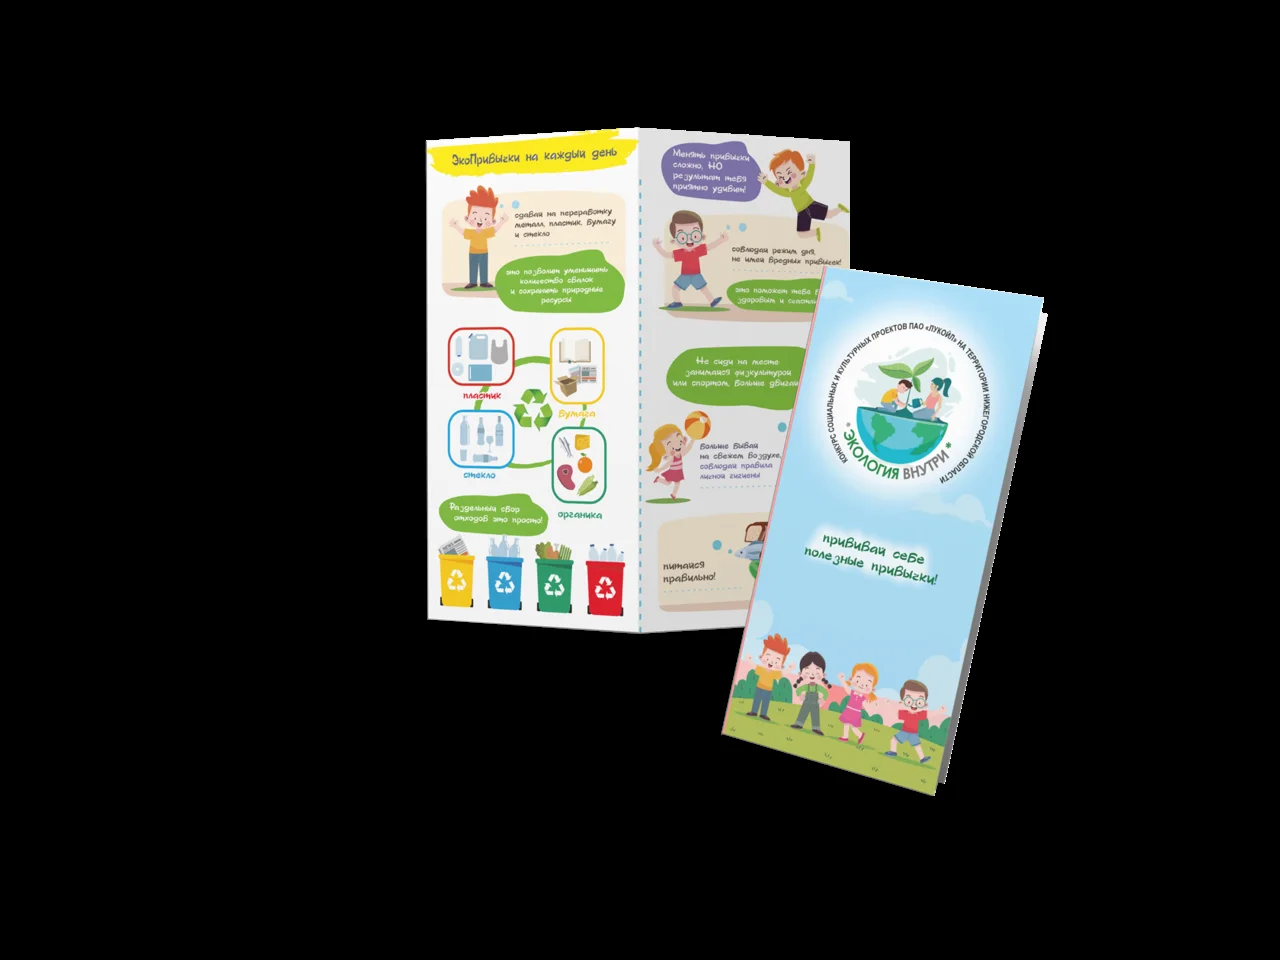 ЭкоПривычки на каждый день
сдавай на переработку
металл, пластик, бумагу
и стекло
это позволит уменьшить
количество свалок
и сохранить природные
ресурсы
пластик
бумага
стекло
органика
Раздельный сбор
отходов это просто!
NEWS
Менять привычки
сложно, НО
результат тебя
приятно удивит!
соблюдай режим дня,
не имей вредных привычек!
это поможет тебе
здоровым и
Не сиди на месте
занимайся физкультурой
или спортом, больше двигай
больше бывай
на свежем воздухе,
соблюдай правила
личной гигиены
питайся
правильно!
КОНКУРС СОЦИАЛЬНЫХ И КУЛЬТУРНЫХ ПРОЕКТОВ ПАО «ЛУКОЙЛ» НА ТЕРРИТОРИИ НИЖЕГОРОДСКОЙ ОБЛАСТИ
* ЭКОЛОГИЯ ВНУТРИ *
прививай себе
полезные привычки!